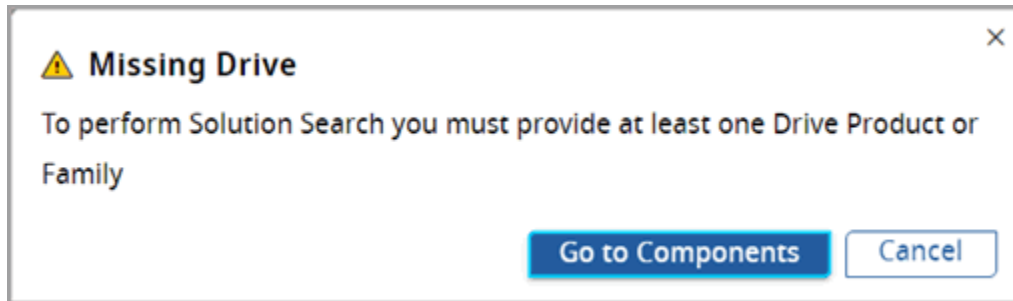 Missing Drive
To perform Solution Search you must provide at least one Drive Product or
Family
Go to Components
Cancel